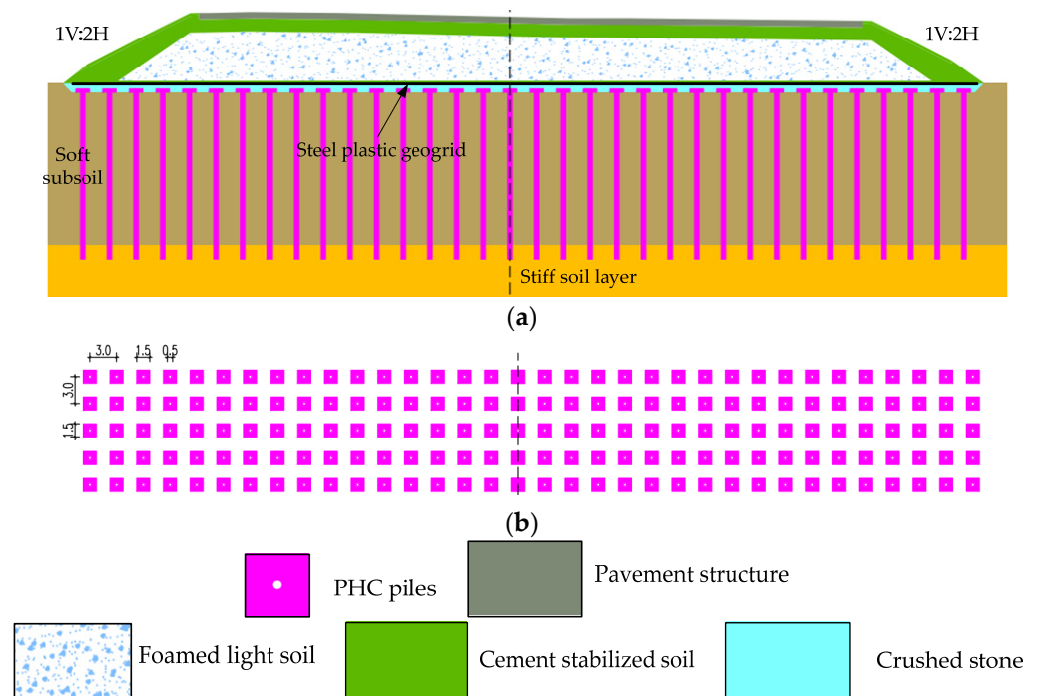 1V:2H
1V:2H
Steel plastic geogrid
Soft
subsoil
Stiff soil layer
(a)
3.0
1.5
0.5
3.0
1.5
(b)
PHC piles
Pavement structure
Foamed light soil
Cement stabilized soil
Crushed stone